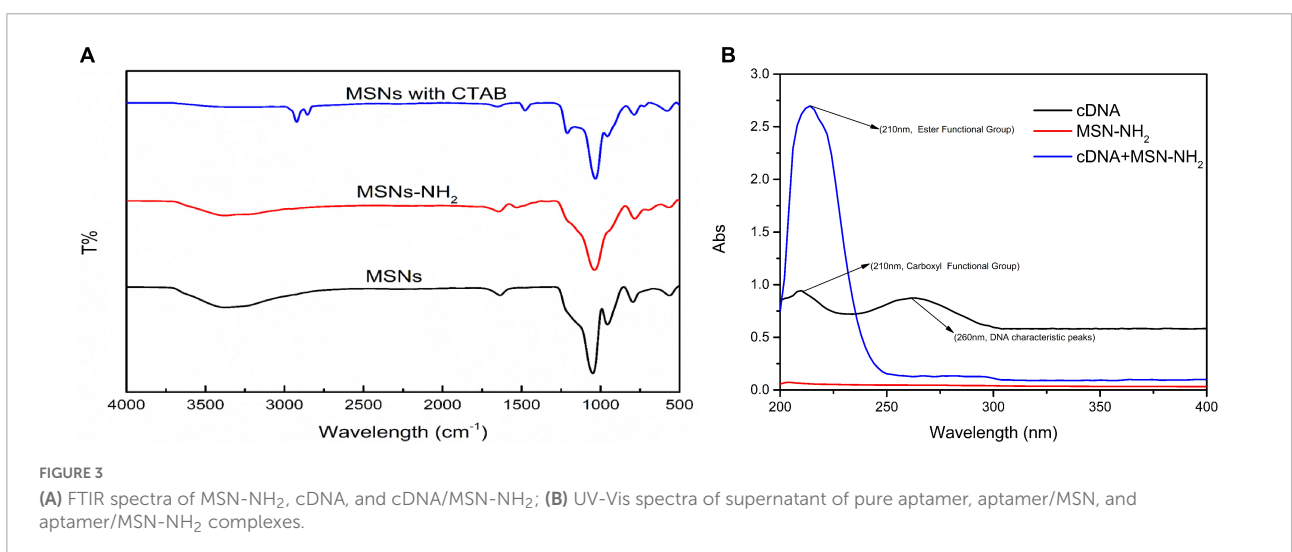 A
MSNs with CTAB
MSNs-NH₂
MSNs
T%
4000 3500 3000 2500 2000 1500 1000 500
Wavelength (cm⁻¹)
B
3.0
2.5
2.0
1.5
1.0
0.5
0.0
Abs
cDNA
MSN-NH₂
cDNA+MSN-NH₂
(210nm, Ester Functional Group)
(210nm, Carboxyl Functional Group)
(260nm, DNA characteristic peaks)
200 250 300 350 400
Wavelength (nm)
FIGURE 3
(A) FTIR spectra of MSN-NH₂, cDNA, and cDNA/MSN-NH₂; (B) UV-Vis spectra of supernatant of pure aptamer, aptamer/MSN, and
aptamer/MSN-NH₂ complexes.